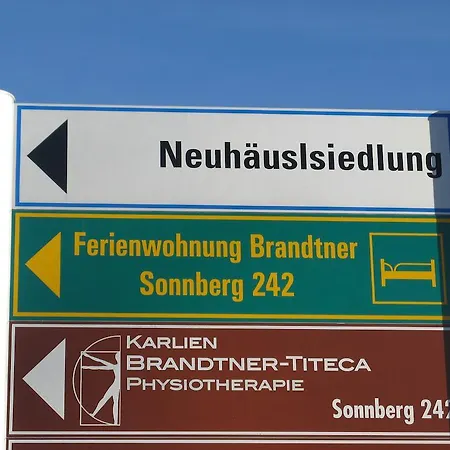 Neuhäuslsiedlung
Ferienwohnung Brandtner
Sonnberg 242
KARLIEN
BRANDTNER-TITECA
PHYSIOTHERAPIE
Sonnberg 242